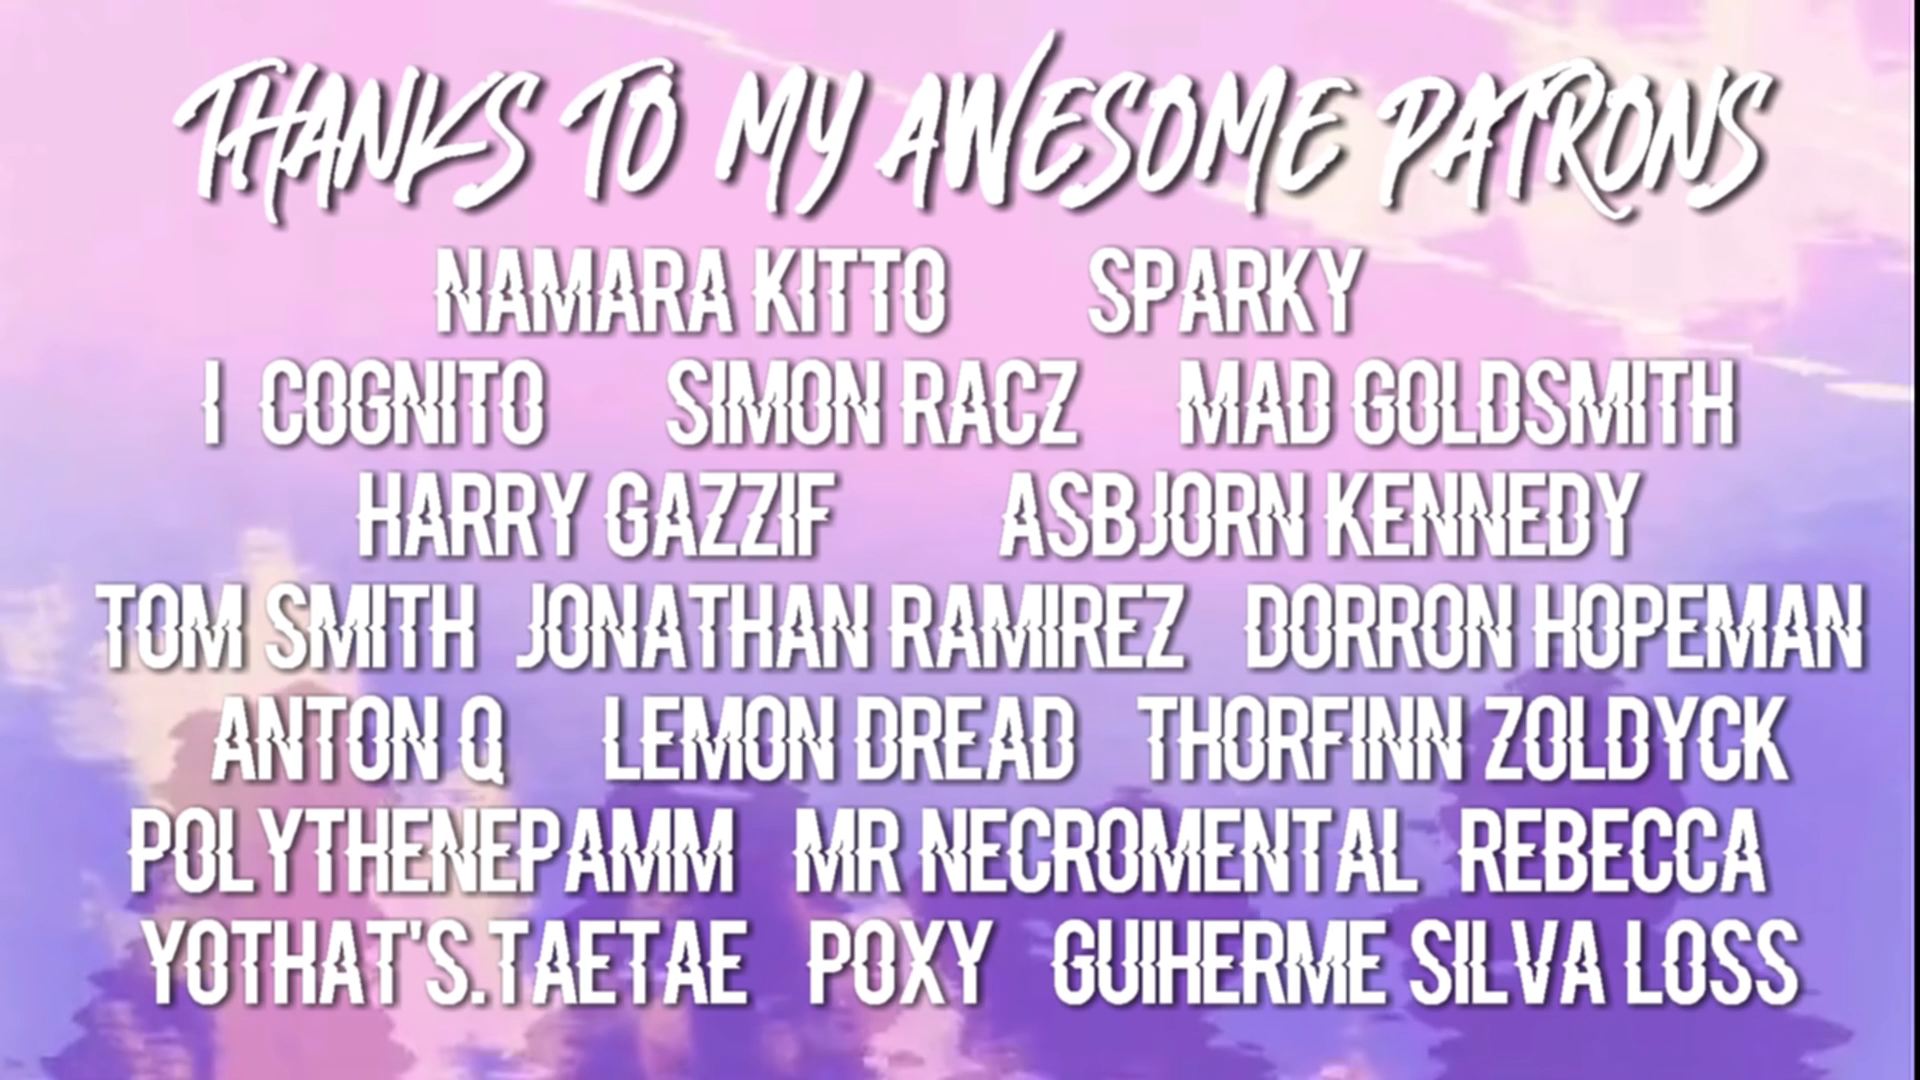 THANKS TO MY AWESOME PATRONS
NAMARA KITTO SPARKY
I COGNITO SIMON RACZ MAD GOLDSMITH
HARRY GAZZIF ASBJORN KENNEDY
TOM SMITH JONATHAN RAMIREZ DORRON HOPEMAN
ANTON Q LEMON DREAD THORFINN ZOLDYCK
POLYTHENEPAMM MR NECROMENTAL REBECCA
YOTHAT'S.TAETAE POXY GUIHERME SILVA LOSS